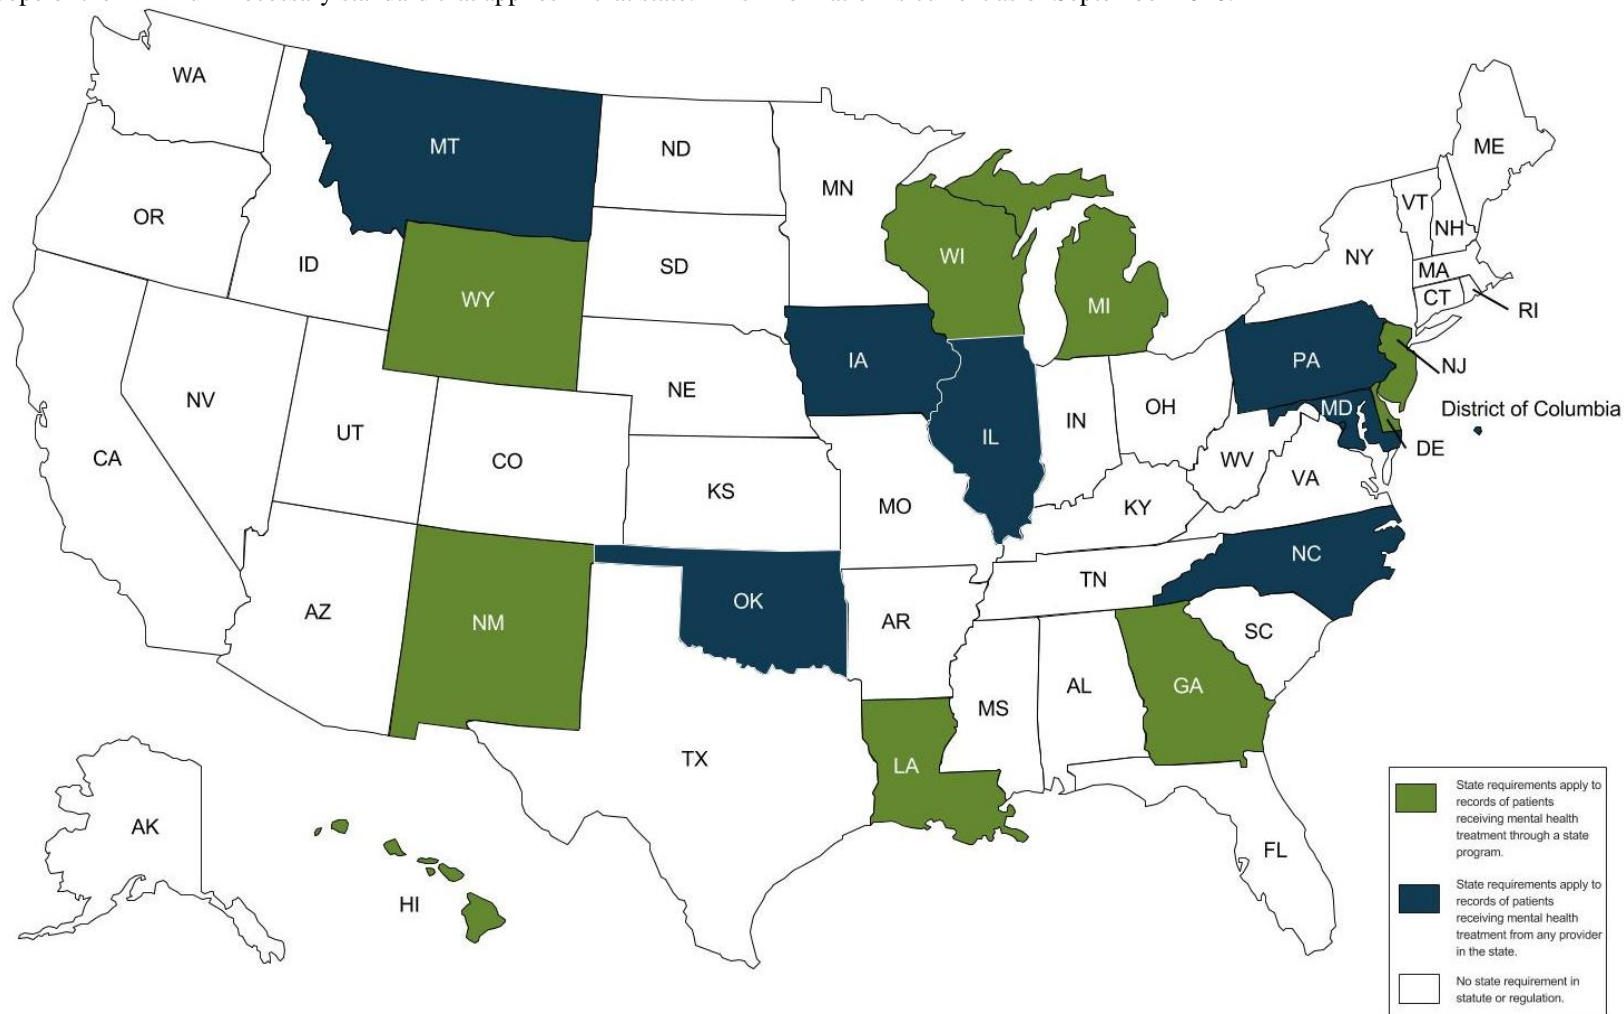 WA
MT
ND
MN
ME
OR
ID
SD
WI
VT
NH
NY
WY
MI
MA
CT
RI
IA
PA
NJ
NE
NV
OH
IN
MD
District of Columbia
UT
IL
DE
CA
CO
WV
VA
KS
MO
KY
NC
TN
OK
AZ
NM
AR
SC
AL
GA
MS
TX
LA
AK
FL
HI
State requirements apply to
records of patients
receiving mental health
treatment through a state
program.
State requirements apply to
records of patients
receiving mental health
treatment from any provider
in the state.
No state requirement in
statute or regulation.